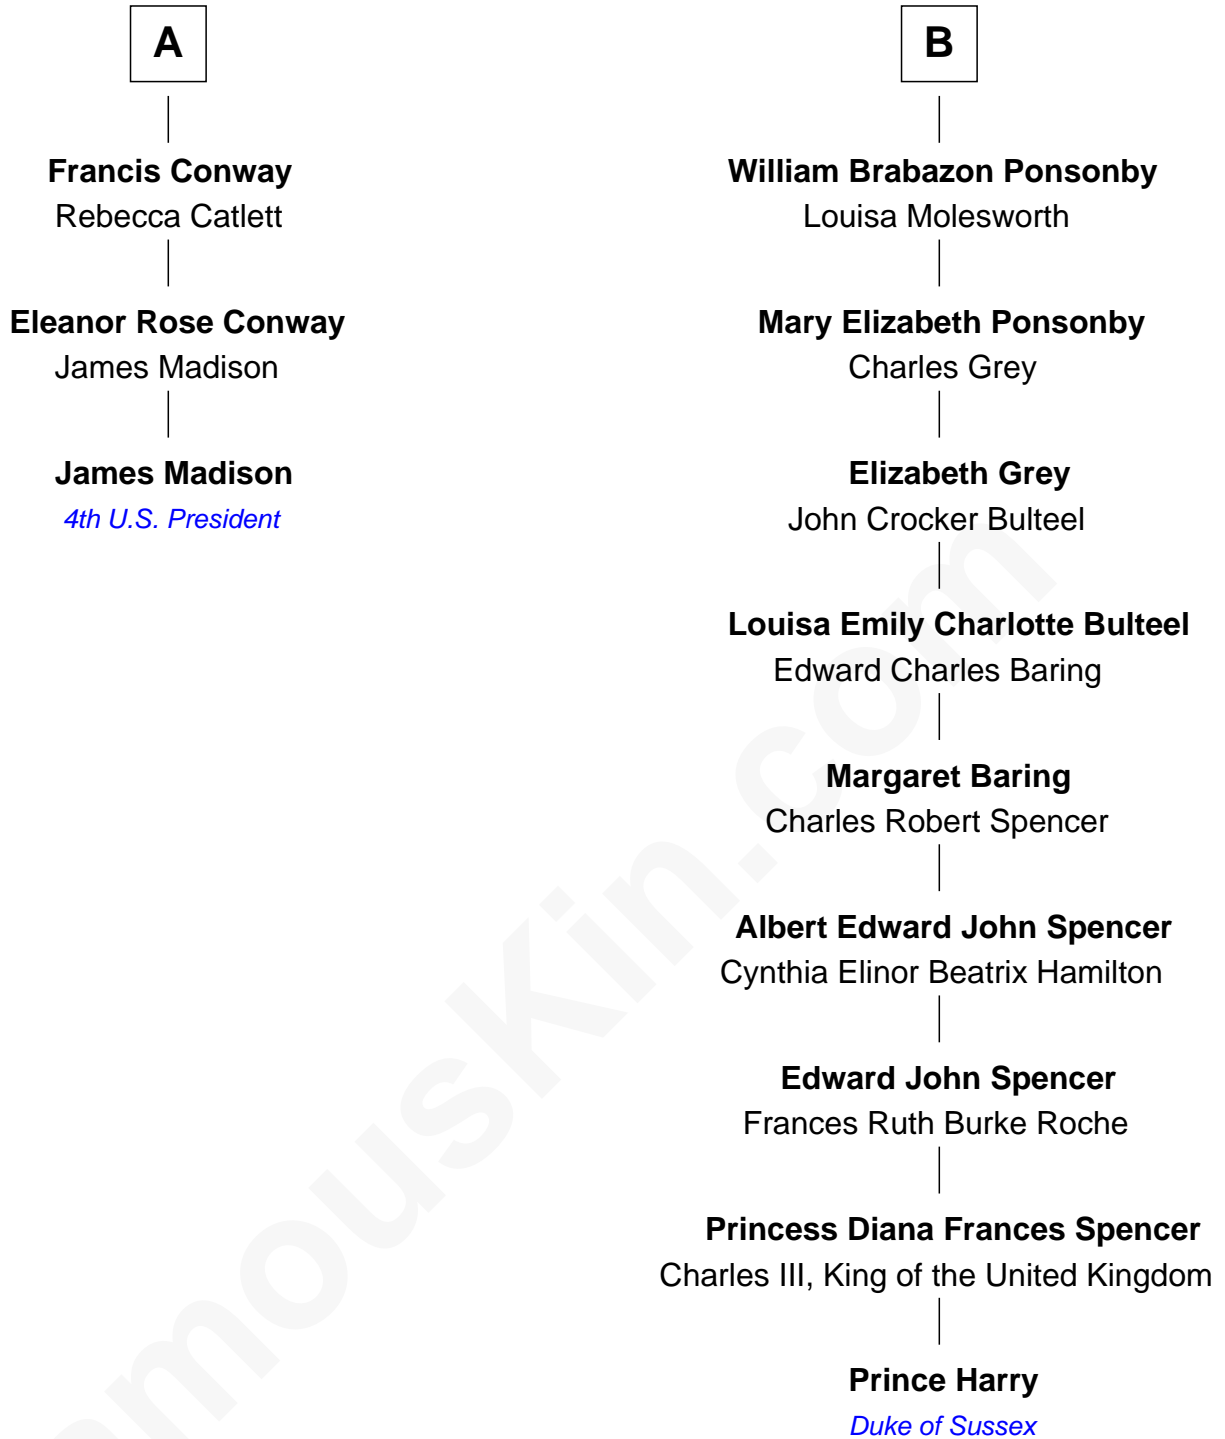 A
Francis Conway
Rebecca Catlett
Eleanor Rose Conway
James Madison
James Madison
4th U.S. President
B
William Brabazon Ponsonby
Louisa Molesworth
Mary Elizabeth Ponsonby
Charles Grey
Elizabeth Grey
John Crocker Bulteel
Louisa Emily Charlotte Bulteel
Edward Charles Baring
Margaret Baring
Charles Robert Spencer
Albert Edward John Spencer
Cynthia Elinor Beatrix Hamilton
Edward John Spencer
Frances Ruth Burke Roche
Princess Diana Frances Spencer
Charles III, King of the United Kingdom
Prince Harry
Duke of Sussex
amouskin.com